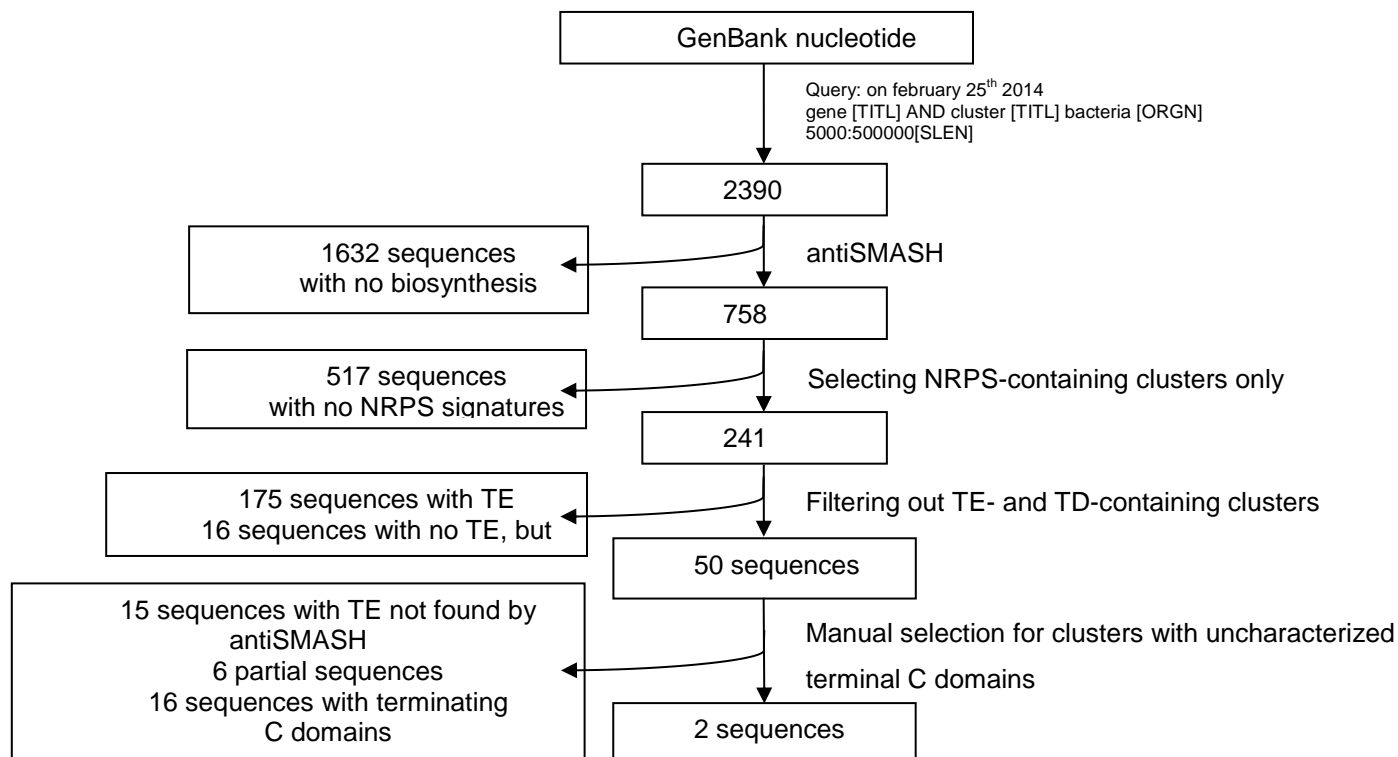 GenBank nucleotide
Query: on february 25th 2014
gene [TITL] AND cluster [TITL] bacteria [ORGN]
5000:500000[SLEN]
2390
1632 sequences
with no biosynthesis
antiSMASH
758
517 sequences
with no NRPS signatures
Selecting NRPS-containing clusters only
241
175 sequences with TE
16 sequences with no TE, but
Filtering out TE- and TD-containing clusters
50 sequences
15 sequences with TE not found by
antiSMASH
6 partial sequences
16 sequences with terminating
C domains
Manual selection for clusters with uncharacterized
terminal C domains
2 sequences